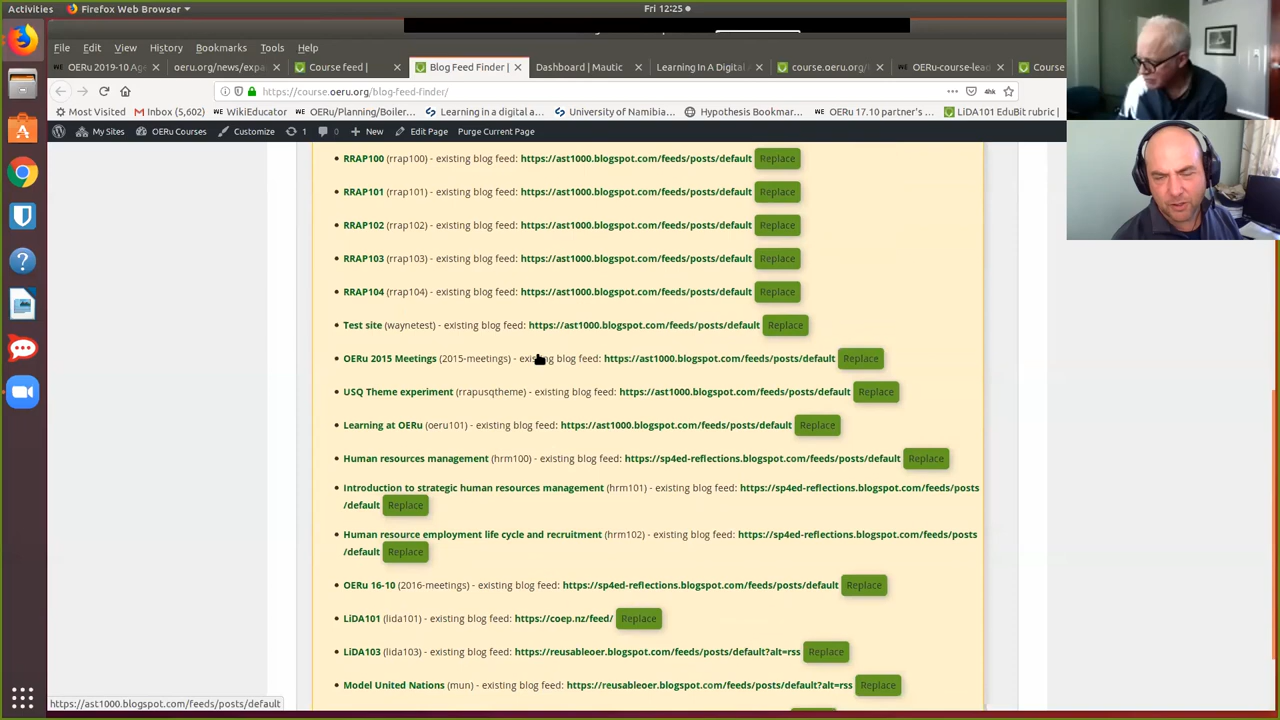 Activities Firefox Web Browser Fri 12:25
File Edit View History Bookmarks Tools Help
OERu 2019-10 Age oeru.org/news/expa Course feed | Blog Feed Finder | Dashboard | Mautic Learning In A Digital course.oeru.org/ OERu-course-lead Course
https://course.oeru.org/blog-feed-finder/
Most Visited Inbox (5,602) WikiEducator OERu/Planning/Boiler... Learning in a digital a... University of Namibia... Hypothesis Bookmar... OERu 17.10 partner's ... LiDA101 EduBit rubric |
My Sites OERu Courses Customize 1 0 New Edit Page Purge Current Page
RRAP100 (rrap100) - existing blog feed: https://ast1000.blogspot.com/feeds/posts/default Replace
RRAP101 (rrap101) - existing blog feed: https://ast1000.blogspot.com/feeds/posts/default Replace
RRAP102 (rrap102) - existing blog feed: https://ast1000.blogspot.com/feeds/posts/default Replace
RRAP103 (rrap103) - existing blog feed: https://ast1000.blogspot.com/feeds/posts/default Replace
RRAP104 (rrap104) - existing blog feed: https://ast1000.blogspot.com/feeds/posts/default Replace
Test site (waynetest) - existing blog feed: https://ast1000.blogspot.com/feeds/posts/default Replace
OERu 2015 Meetings (2015-meetings) - existing blog feed: https://ast1000.blogspot.com/feeds/posts/default Replace
USQ Theme experiment (rrapusqtheme) - existing blog feed: https://ast1000.blogspot.com/feeds/posts/default Replace
Learning at OERu (oeru101) - existing blog feed: https://ast1000.blogspot.com/feeds/posts/default Replace
Human resources management (hrm100) - existing blog feed: https://sp4ed-reflections.blogspot.com/feeds/posts/default Replace
Introduction to strategic human resources management (hrm101) - existing blog feed: https://sp4ed-reflections.blogspot.com/feeds/posts
/default Replace
Human resource employment life cycle and recruitment (hrm102) - existing blog feed: https://sp4ed-reflections.blogspot.com/feeds/posts
/default Replace
OERu 16-10 (2016-meetings) - existing blog feed: https://sp4ed-reflections.blogspot.com/feeds/posts/default Replace
LiDA101 (lida101) - existing blog feed: https://coep.nz/feed/ Replace
LiDA103 (lida103) - existing blog feed: https://reusableoer.blogspot.com/feeds/posts/default?alt=rss Replace
Model United Nations (mun) - existing blog feed: https://reusableoer.blogspot.com/feeds/posts/default?alt=rss Replace
https://ast1000.blogspot.com/feeds/posts/default